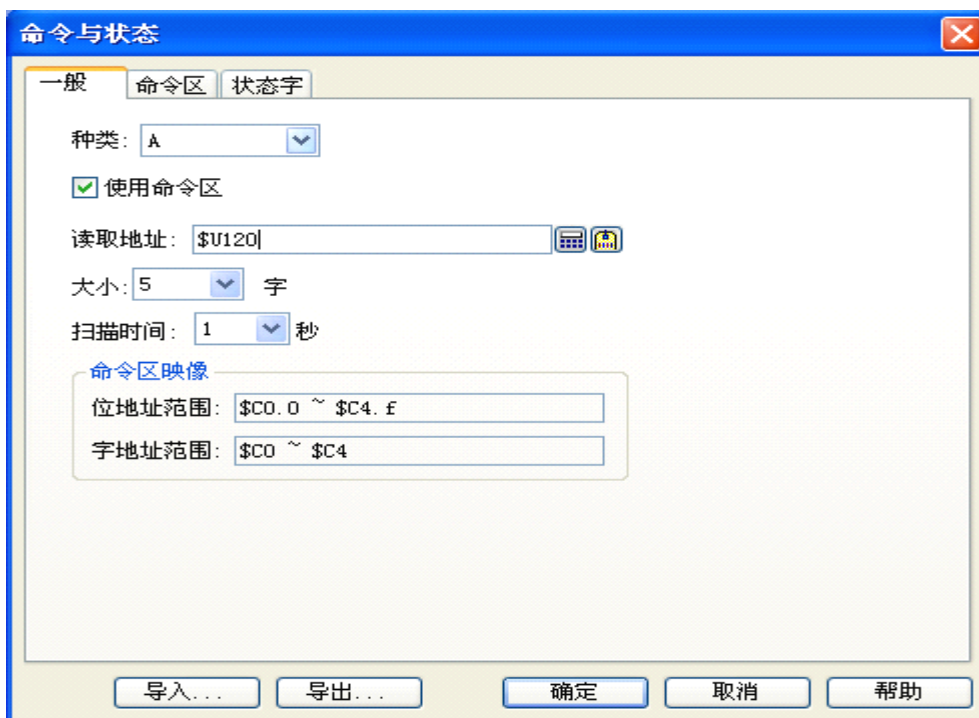 命令与状态
一般 命令区 状态字
种类: A
使用命令区
读取地址: $U120
大小: 5 字
扫描时间: 1 秒
命令区映像
位地址范围: $C0.0 ~ $C4.f
字地址范围: $C0 ~ $C4
导入... 导出... 确定 取消 帮助